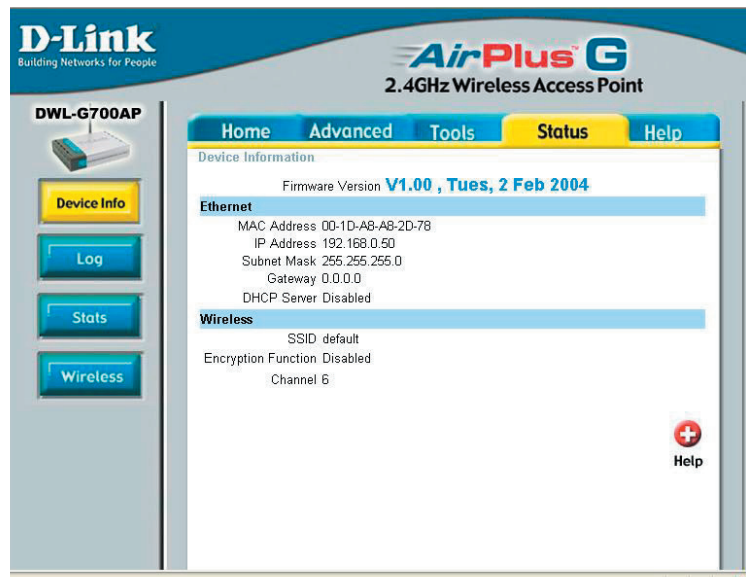 D-Link
Building Networks for People
AirPlus™ G
2.4GHz Wireless Access Point
DWL-G700AP
Home Advanced Tools Status Help
Device Info
Log
Stats
Wireless
Device Information
Firmware Version V1.00 , Tues, 2 Feb 2004
Ethernet
MAC Address 00-1D-A8-A8-2D-78
IP Address 192.168.0.50
Subnet Mask 255.255.255.0
Gateway 0.0.0.0
DHCP Server Disabled
Wireless
SSID default
Encryption Function Disabled
Channel 6
Help